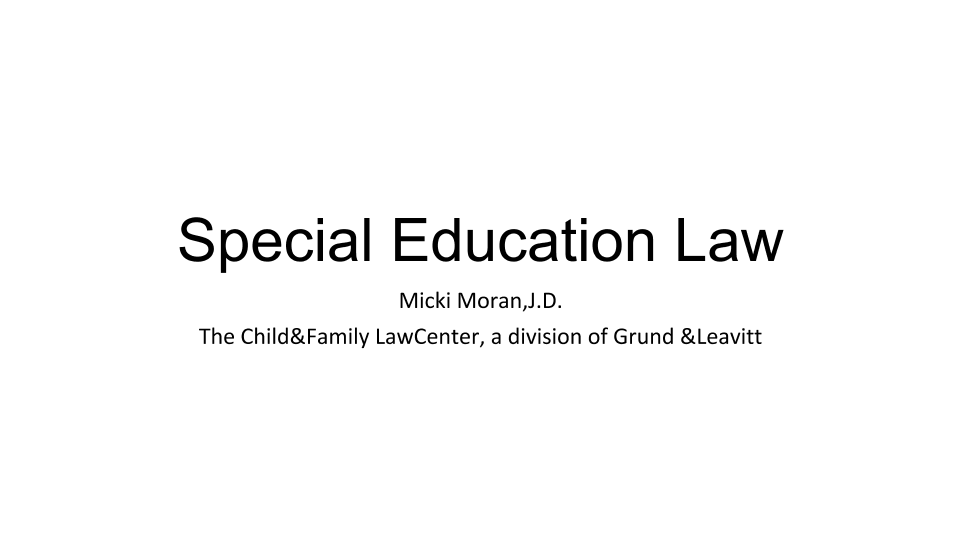 Special Education Law
Micki Moran,J.D.
The Child&Family LawCenter, a division of Grund &Leavitt